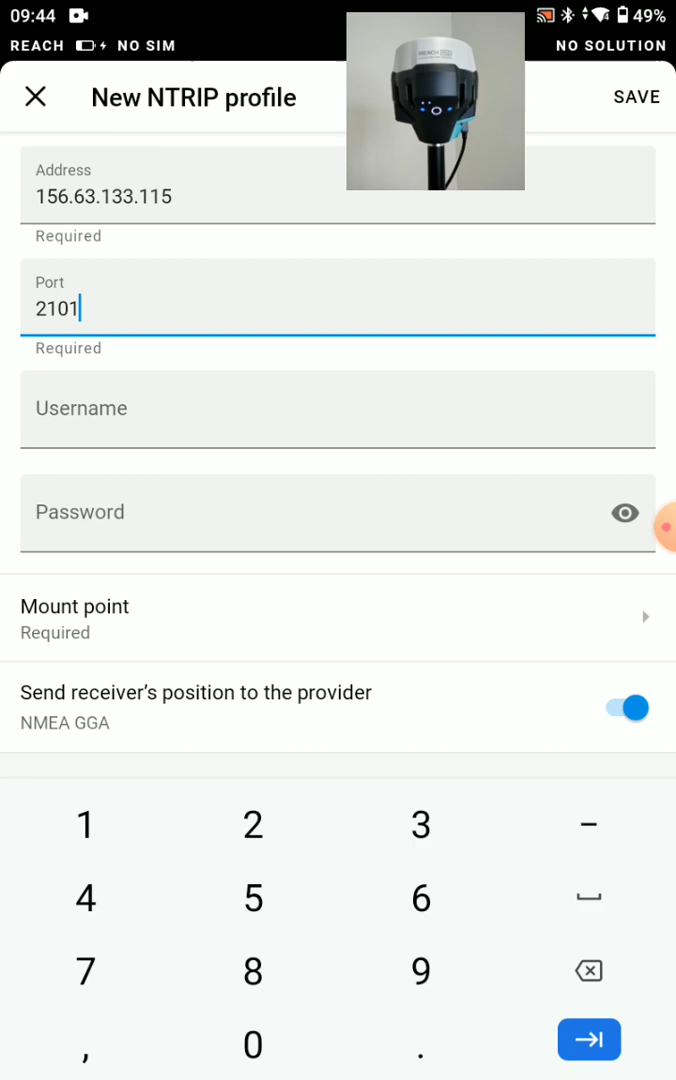 09:44 49%
REACH NO SIM NO SOLUTION
New NTRIP profile SAVE
REACH
Address
156.63.133.115
Required
Port
2101
Required
Username
Password
Mount point
Required
Send receiver’s position to the provider
NMEA GGA
1 2 3 –
4 5 6
7 8 9
, 0 .